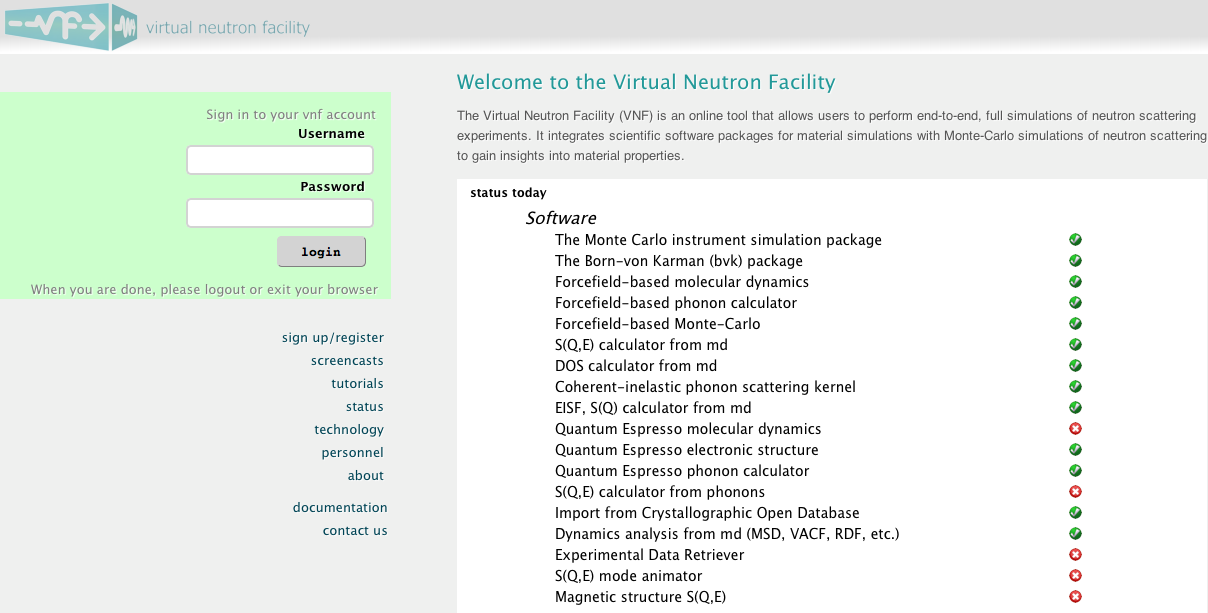 vf
virtual neutron facility
Sign in to your vnf account
Username
Password
login
When you are done, please logout or exit your browser
sign up/register
screencasts
tutorials
status
technology
personnel
about
documentation
contact us
Welcome to the Virtual Neutron Facility
The Virtual Neutron Facility (VNF) is an online tool that allows users to perform end-to-end, full simulations of neutron scattering
experiments. It integrates scientific software packages for material simulations with Monte-Carlo simulations of neutron scattering
to gain insights into material properties.
status today
Software
The Monte Carlo instrument simulation package
The Born-von Karman (bvk) package
Forcefield-based molecular dynamics
Forcefield-based phonon calculator
Forcefield-based Monte-Carlo
S(Q,E) calculator from md
DOS calculator from md
Coherent-inelastic phonon scattering kernel
EISF, S(Q) calculator from md
Quantum Espresso molecular dynamics
Quantum Espresso electronic structure
Quantum Espresso phonon calculator
S(Q,E) calculator from phonons
Import from Crystallographic Open Database
Dynamics analysis from md (MSD, VACF, RDF, etc.)
Experimental Data Retriever
S(Q,E) mode animator
Magnetic structure S(Q,E)